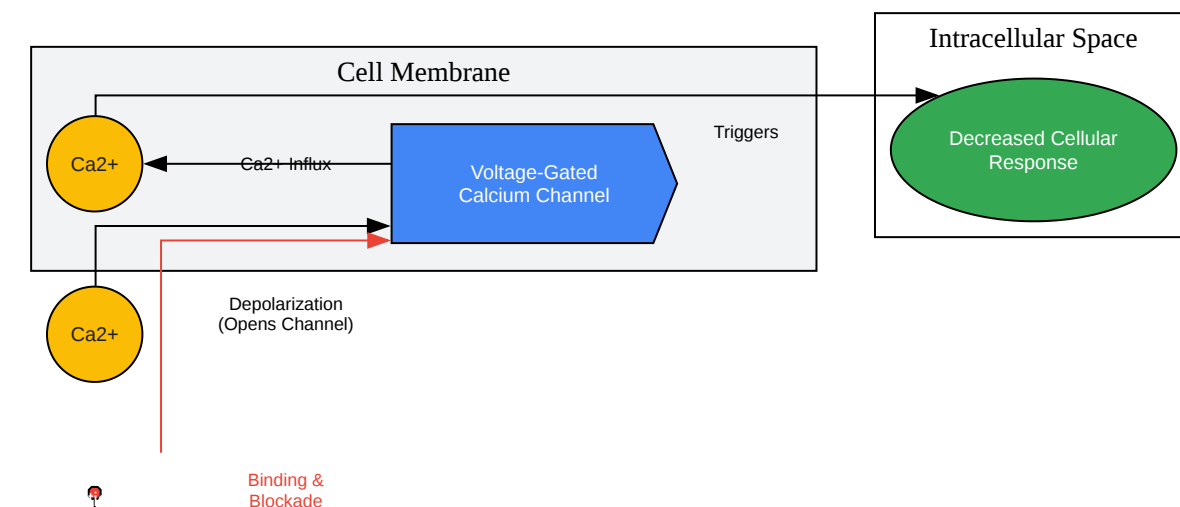 Intracellular Space
Cell Membrane
Triggers
Decreased Cellular
Response
Ca2+
Ca2+ Influx
Voltage-Gated
Calcium Channel
Depolarization
(Opens Channel)
Ca2+
Binding &
Blockade